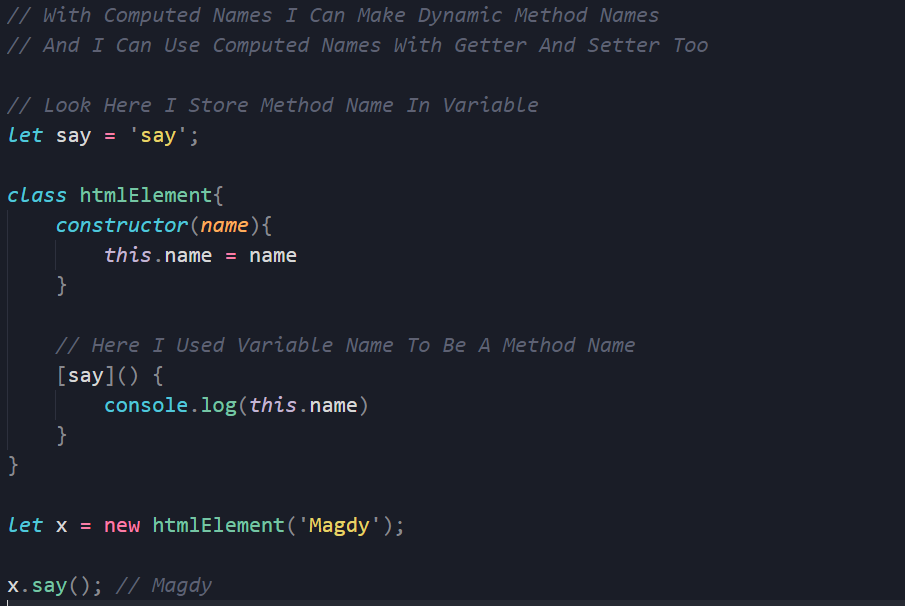 // With Computed Names I Can Make Dynamic Method Names
// And I Can Use Computed Names With Getter And Setter Too
// Look Here I Store Method Name In Variable
let say = 'say';
class htmlElement{
constructor(name){
this.name = name
}
// Here I Used Variable Name To Be A Method Name
[say]() {
console.log(this.name)
}
}
let x = new htmlElement('Magdy');
x.say(); // Magdy